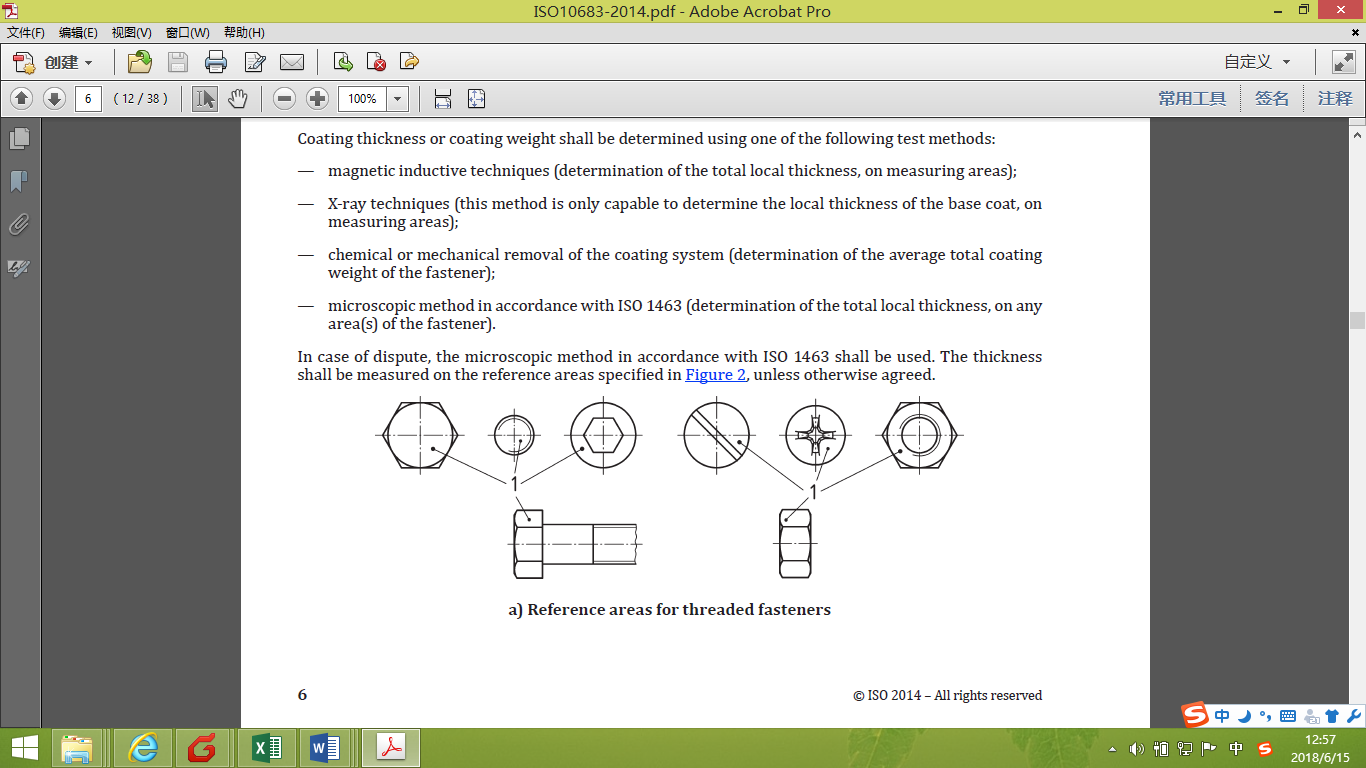 ISO10683-2014.pdf - Adobe Acrobat Pro
文件(F) 编辑(E) 视图(V) 窗口(W) 帮助(H)
创建
自定义
6 (12 / 38) 100% 常用工具 签名 注释
Coating thickness or coating weight shall be determined using one of the following test methods:
— magnetic inductive techniques (determination of the total local thickness, on measuring areas);
— X-ray techniques (this method is only capable to determine the local thickness of the base coat, on
measuring areas);
— chemical or mechanical removal of the coating system (determination of the average total coating
weight of the fastener);
— microscopic method in accordance with ISO 1463 (determination of the total local thickness, on any
area(s) of the fastener).
In case of dispute, the microscopic method in accordance with ISO 1463 shall be used. The thickness
shall be measured on the reference areas specified in Figure 2, unless otherwise agreed.
1
1
a) Reference areas for threaded fasteners
6 © ISO 2014 – All rights reserved
S 中
中 S 12:57
2018/6/15